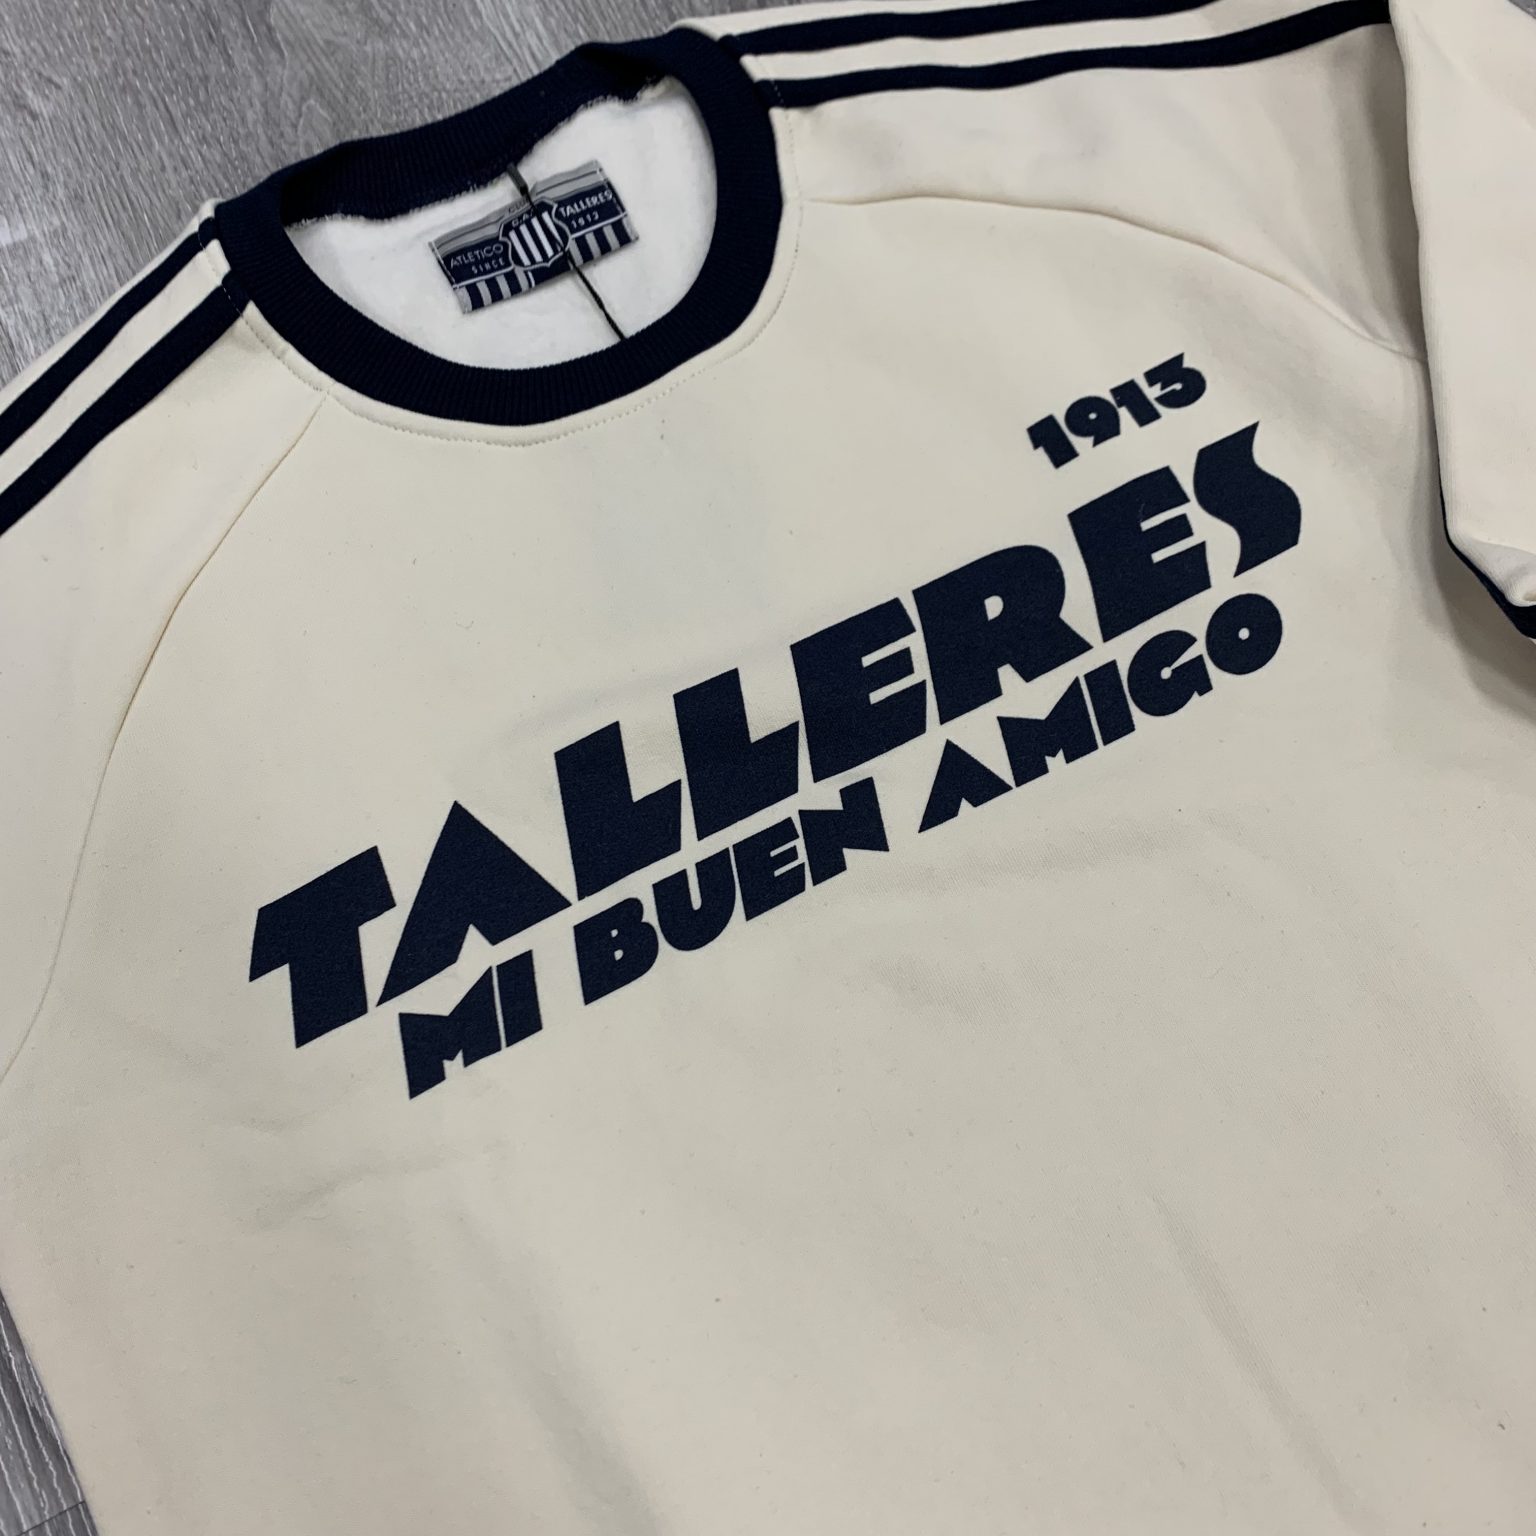 ATLETICO TALLERES
SINCE 1913
1913
TALLERES
MI BUEN AMIGO